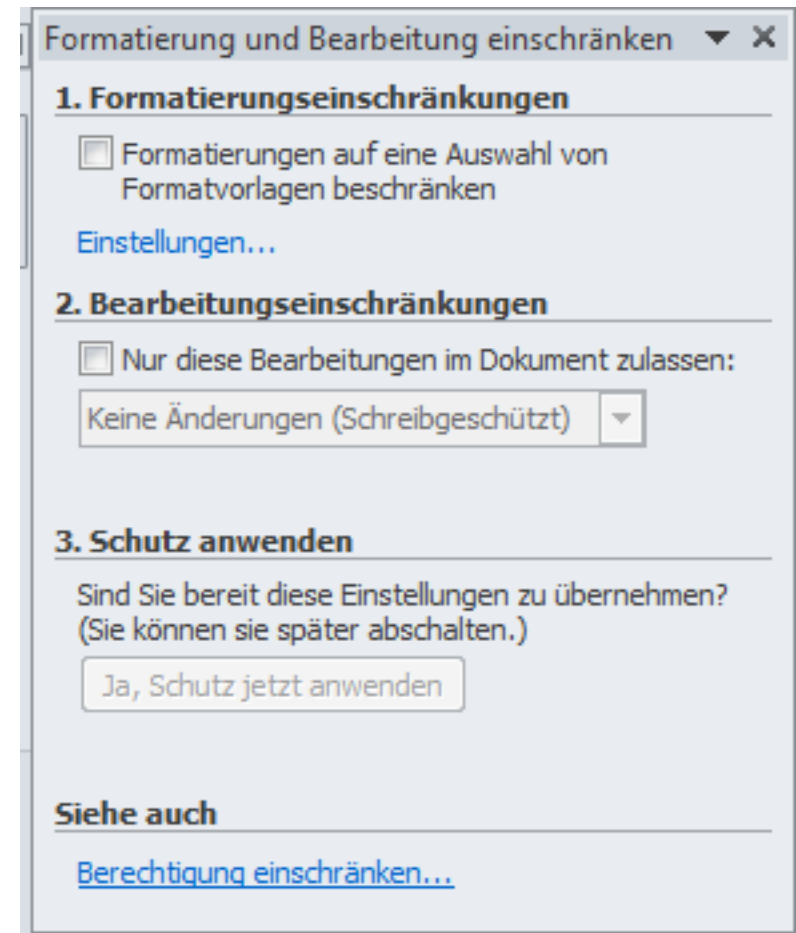 Formatierung und Bearbeitung einschränken
1. Formatierungseinschränkungen
Formatierungen auf eine Auswahl von
Formatvorlagen beschränken
Einstellungen...
2. Bearbeitungseinschränkungen
Nur diese Bearbeitungen im Dokument zulassen:
Keine Änderungen (Schreibgeschützt)
3. Schutz anwenden
Sind Sie bereit diese Einstellungen zu übernehmen?
(Sie können sie später abschalten.)
Ja, Schutz jetzt anwenden
Siehe auch
Berechtigung einschränken...